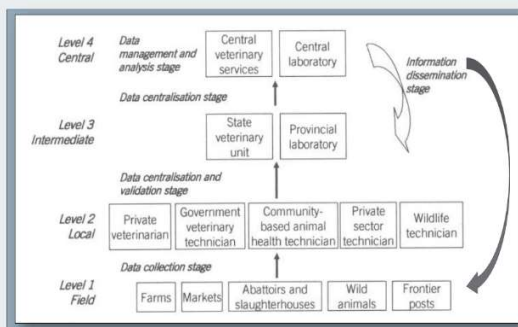 Level 4
Central
Data
management and
analysis stage
Central
veterinary
services
Central
laboratory
Information
dissemination
stage
Data centralisation stage
Level 3
Intermediate
State
veterinary
unit
Provincial
laboratory
Data centralisation and
validation stage
Level 2
Local
Private
veterinarian
Government
veterinary
technician
Community-
based animal
health technician
Private
sector
technician
Wildlife
technician
Data collection stage
Level 1
Field
Farms
Markets
Abattoirs and
slaughterhouses
Wild
animals
Frontier
posts